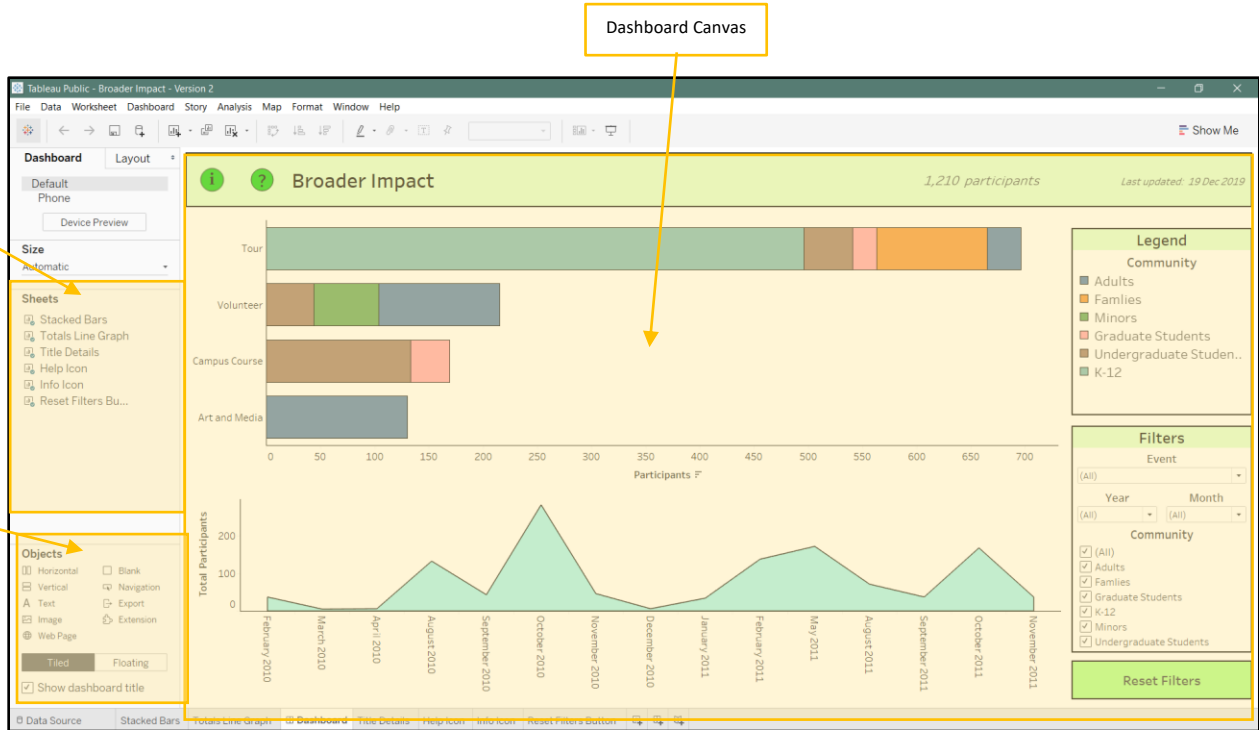 Dashboard Canvas
Tableau Public - Broader Impact - Version 2
File Data Worksheet Dashboard Story Analysis Map Format Window Help
Show Me
Dashboard Layout
Default
Phone
Device Preview
Size
Automatic
Sheets
Stacked Bars
Totals Line Graph
Title Details
Help Icon
Info Icon
Reset Filters Bu...
Objects
Horizontal Blank
Vertical Navigation
A Text Export
Image Extension
Web Page
Tiled Floating
Show dashboard title
i ? Broader Impact 1,210 participants Last updated: 19 Dec 2019
Tour
Volunteer
Campus Course
Art and Media
0 50 100 150 200 250 300 350 400 450 500 550 600 650 700
Participants
Total Participants
200
100
0
February 2010
March 2010
April 2010
August 2010
September 2010
October 2010
November 2010
December 2010
January 2011
February 2011
May 2011
August 2011
September 2011
October 2011
November 2011
Legend
Community
Adults
Famlies
Minors
Graduate Students
Undergraduate Studen..
K-12
Filters
Event
(All)
Year Month
(All) (All)
Community
(All)
Adults
Famlies
Graduate Students
K-12
Minors
Undergraduate Students
Reset Filters
Data Source Stacked Bars Totals Line Graph Dashboard Title Details Help Icon Info Icon Reset Filters Button